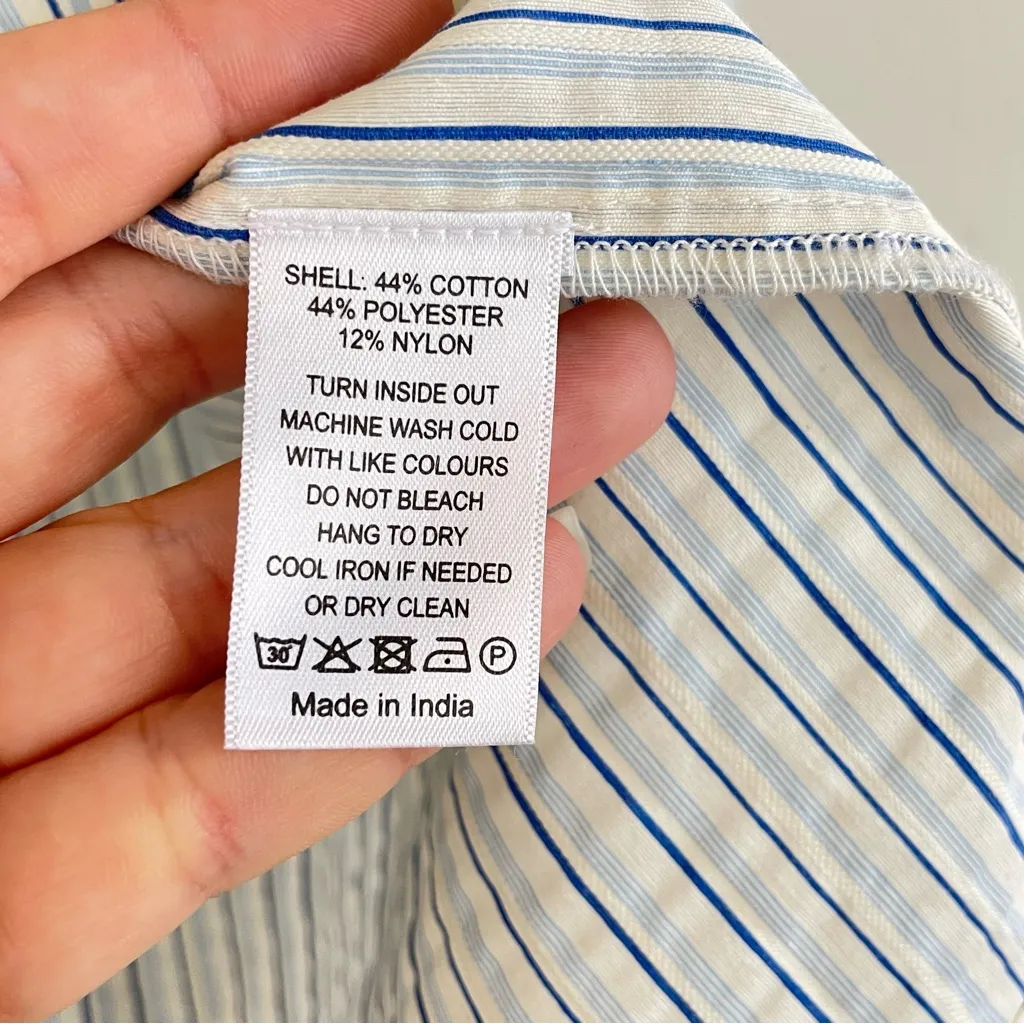 SHELL: 44% COTTON
44% POLYESTER
12% NYLON
TURN INSIDE OUT
MACHINE WASH COLD
WITH LIKE COLOURS
DO NOT BLEACH
HANG TO DRY
COOL IRON IF NEEDED
OR DRY CLEAN
30° P
Made in India